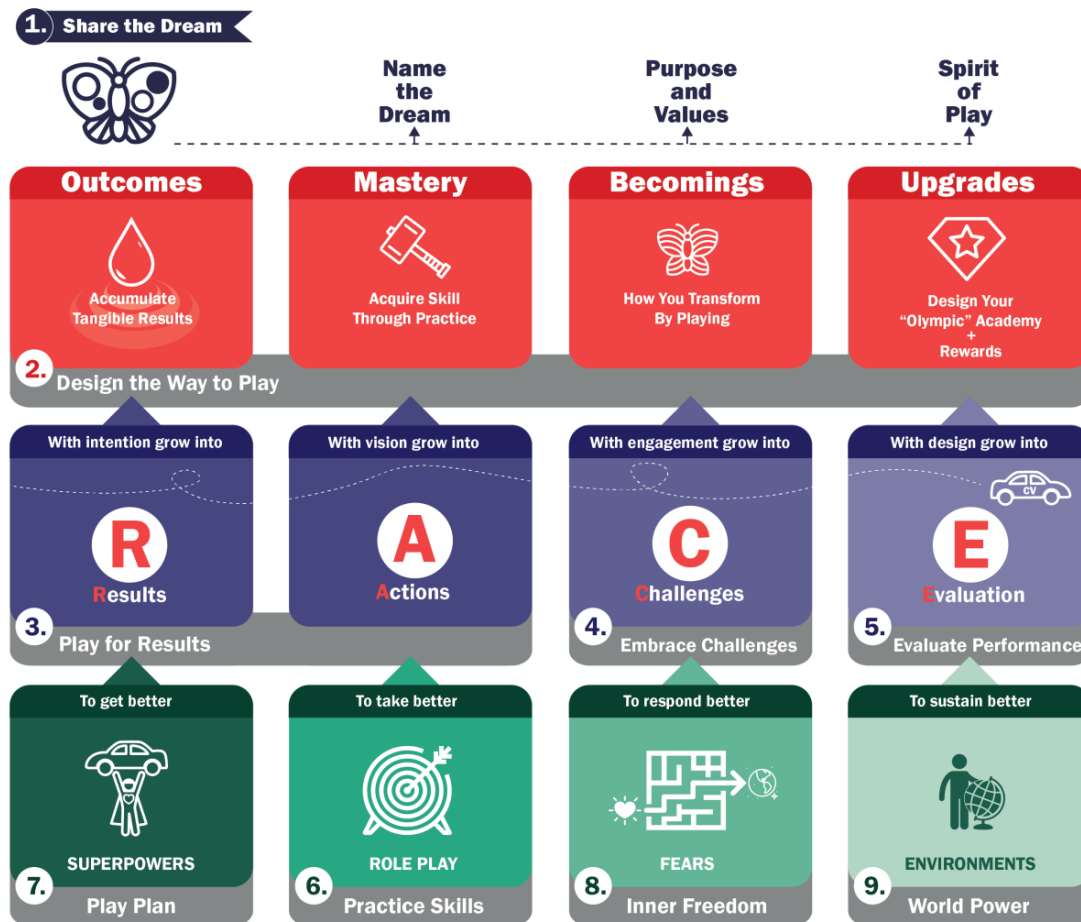 1. Share the Dream
Name
the
Dream
Purpose
and
Values
Spirit
of
Play
Outcomes
Accumulate
Tangible Results
Mastery
Acquire Skill
Through Practice
Becomings
How You Transform
By Playing
Upgrades
Design Your
“Olympic” Academy
+
Rewards
2. Design the Way to Play
With intention grow into
R
Results
With vision grow into
A
Actions
With engagement grow into
C
Challenges
With design grow into
CV
E
Evaluation
3. Play for Results
4. Embrace Challenges
5. Evaluate Performance
To get better
SUPERPOWERS
7. Play Plan
To take better
ROLE PLAY
6. Practice Skills
To respond better
FEARS
8. Inner Freedom
To sustain better
ENVIRONMENTS
9. World Power